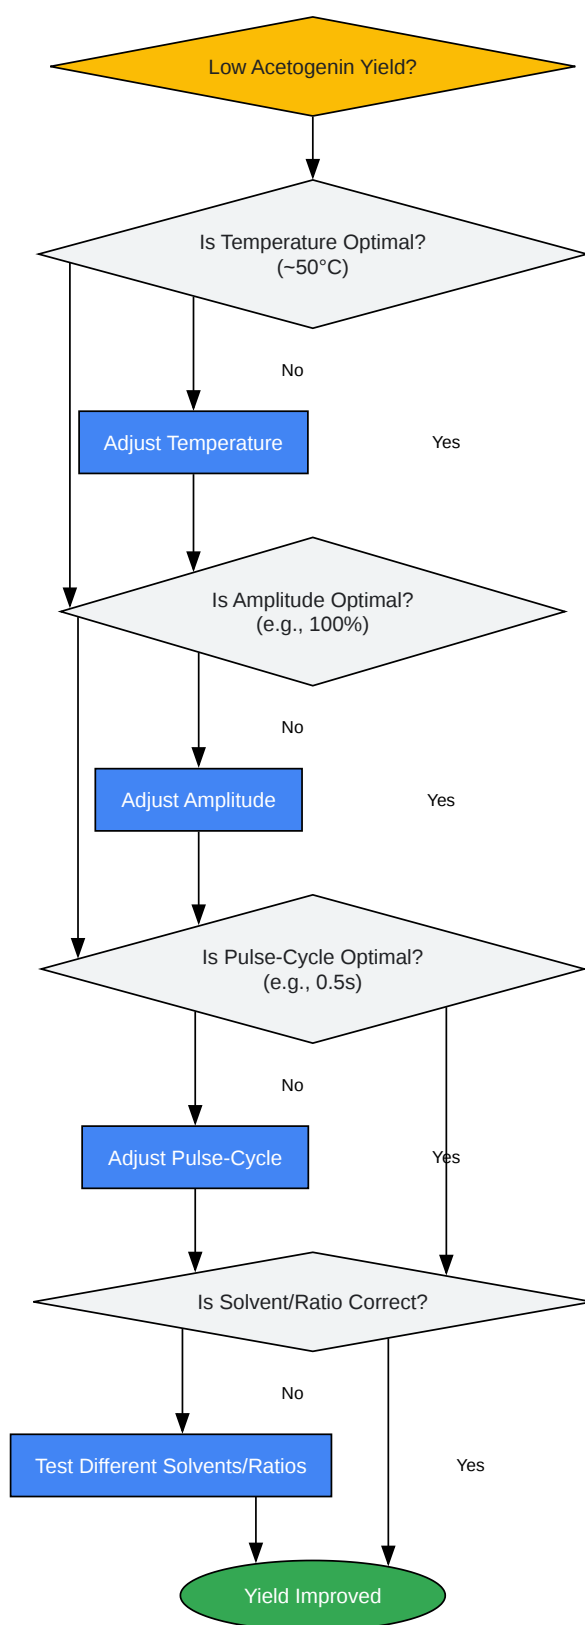 Low Acetogenin Yield?
Is Temperature Optimal?
(~50°C)
No
Adjust Temperature
Yes
Is Amplitude Optimal?
(e.g., 100%)
No
Adjust Amplitude
Yes
Is Pulse-Cycle Optimal?
(e.g., 0.5s)
No
Adjust Pulse-Cycle
Yes
Is Solvent/Ratio Correct?
No
Test Different Solvents/Ratios
Yes
Yield Improved